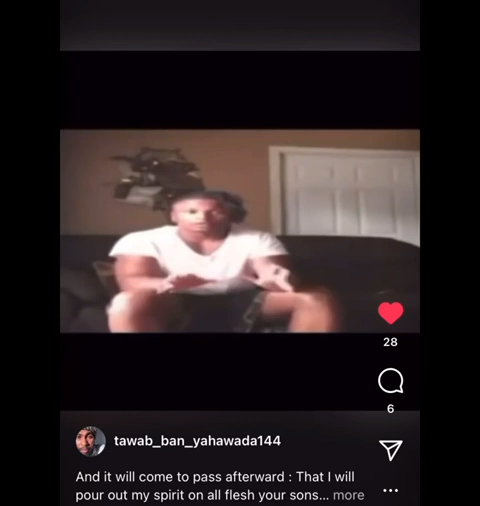 28
6
tawab_ban_yahawada144
And it will come to pass afterward : That I will
pour out my spirit on all flesh your sons... more